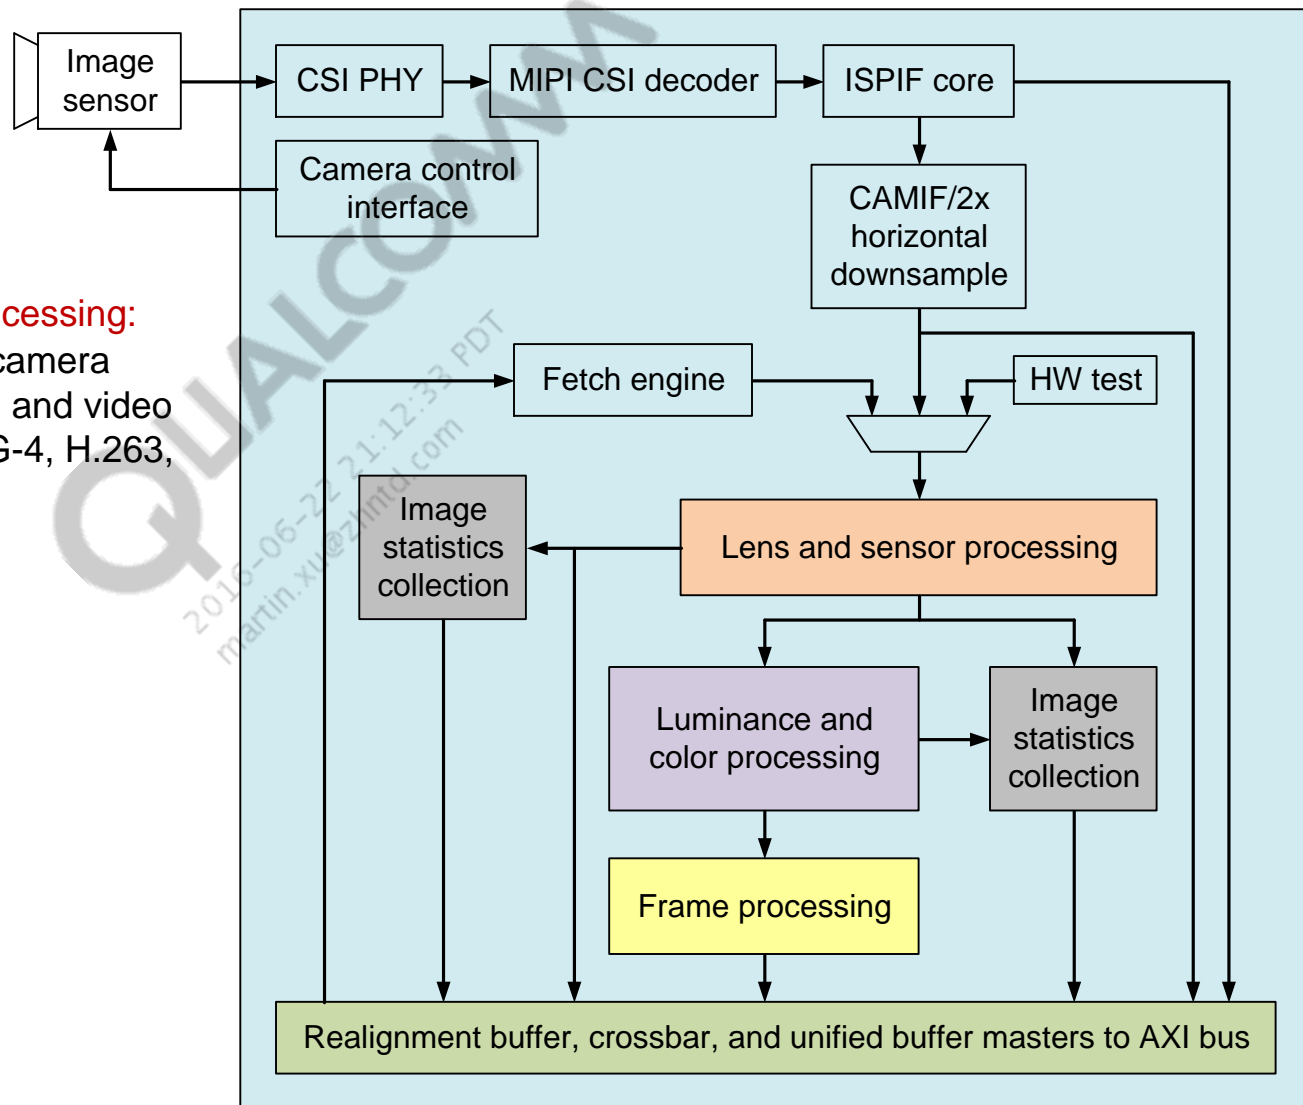 Image
sensor
CSI PHY
MIPI CSI decoder
ISPIF core
Camera control
interface
CAMIF/2x
horizontal
downsample
cessing:
camera
and video
G-4, H.263,
Fetch engine
HW test
Image
statistics
collection
Lens and sensor processing
Luminance and
color processing
Image
statistics
collection
Frame processing
Realignment buffer, crossbar, and unified buffer masters to AXI bus
QUALCOMM
2016-06-22 21:12:33 PDT
martin.xu@zhntd.com